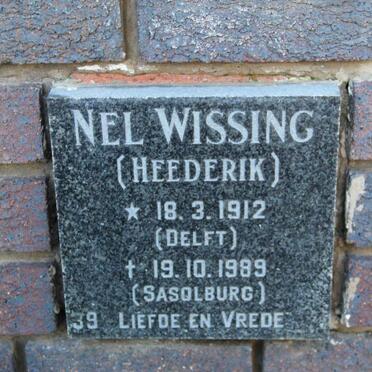 NEL WISSING
(HEEDERIK)
★ 18.3.1912
(DELFT)
† 19.10.1989
(SASOLBURG)
39 LIEFDE EN VREDE